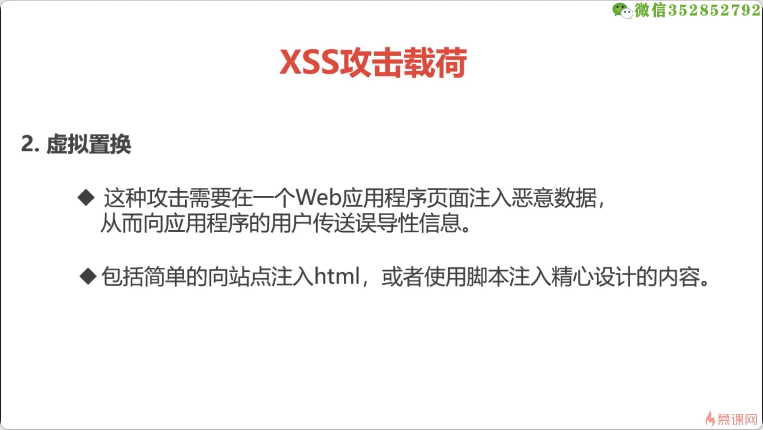 微信352852792
XSS攻击载荷
2. 虚拟置换
◆ 这种攻击需要在一个Web应用程序页面注入恶意数据，
从而向应用程序的用户传送误导性信息。
◆ 包括简单的向站点注入html，或者使用脚本注入精心设计的内容。
慕课网